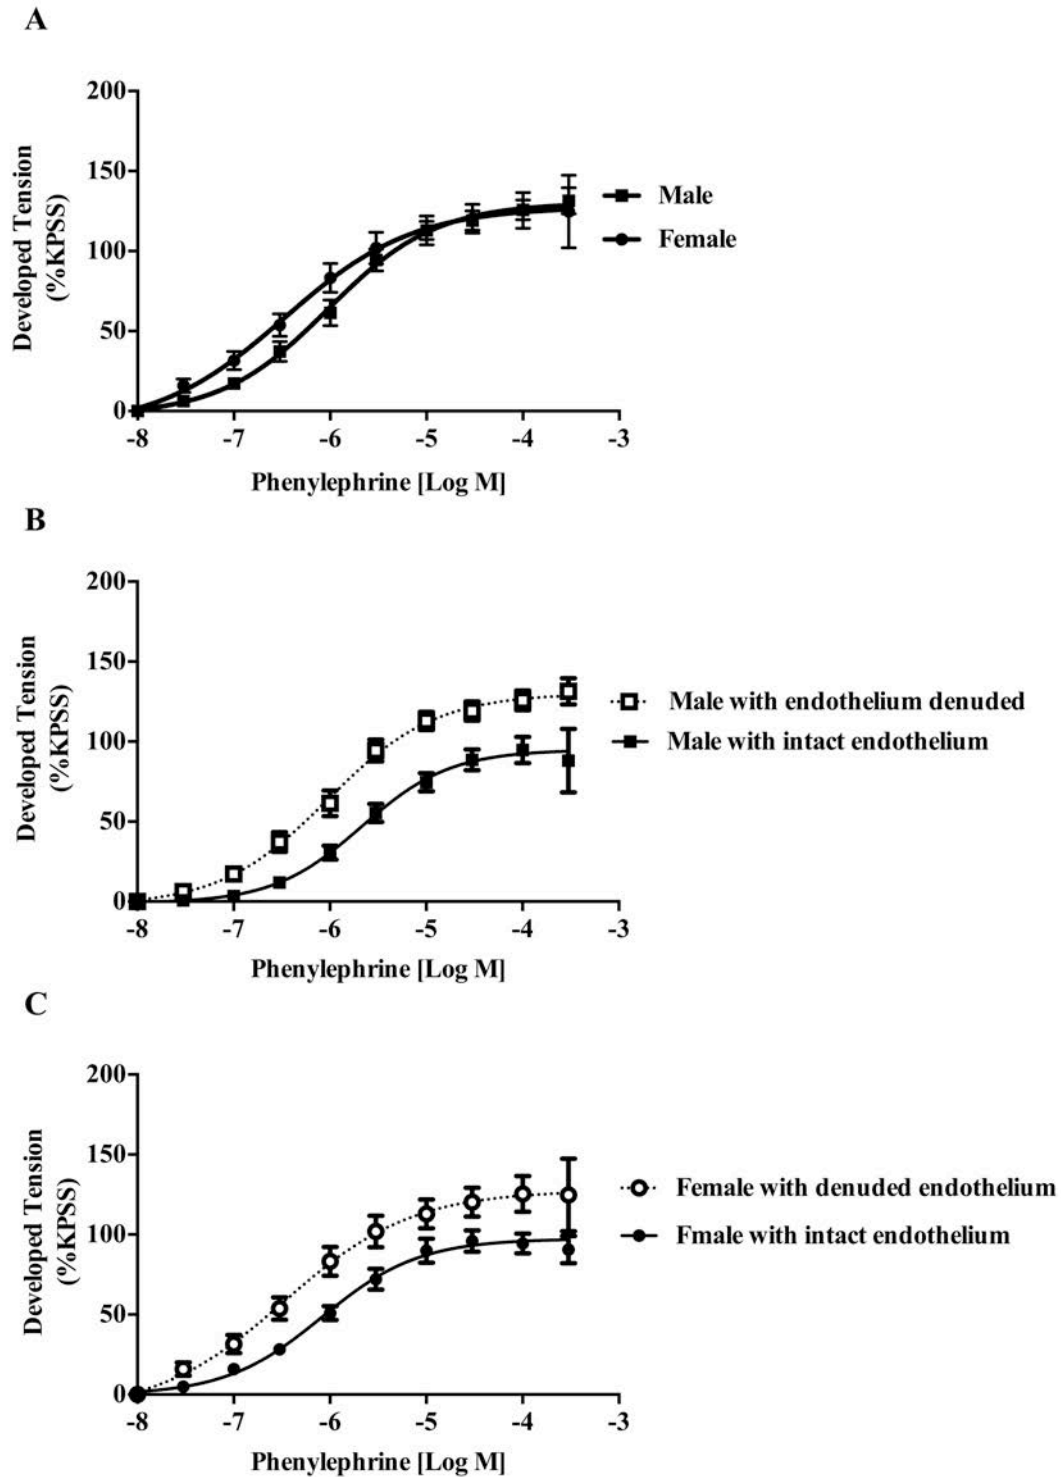 A
Developed Tension
(%KPSS)
200
150
100
50
0
-8
-7
-6
-5
-4
-3
Phenylephrine [Log M]
Male
Female
B
Developed Tension
(%KPSS)
200
150
100
50
0
-8
-7
-6
-5
-4
-3
Phenylephrine [Log M]
Male with endothelium denuded
Male with intact endothelium
C
Developed Tension
(%KPSS)
200
150
100
50
0
-8
-7
-6
-5
-4
-3
Phenylephrine [Log M]
Female with denuded endothelium
Fmale with intact endothelium